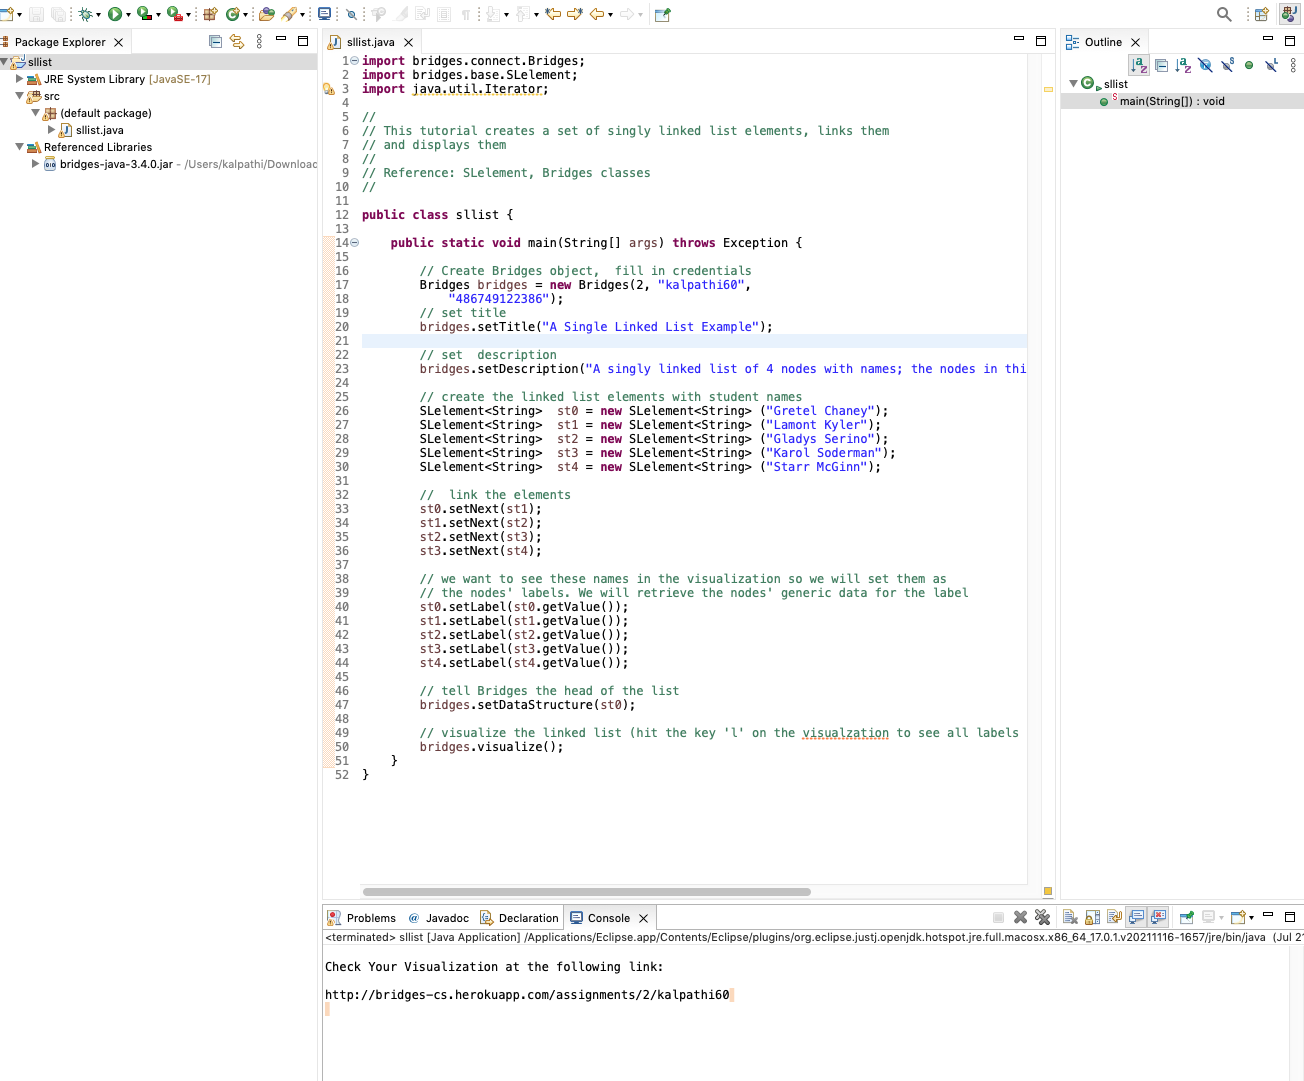 Package Explorer
sllist
JRE System Library [JavaSE-17]
src
(default package)
sllist.java
Referenced Libraries
bridges-java-3.4.0.jar - /Users/kalpathi/Downloac
sllist.java
1 import bridges.connect.Bridges;
2 import bridges.base.SLelement;
3 import java.util.Iterator;
4
5 //
6 // This tutorial creates a set of singly linked list elements, links them
7 // and displays them
8 //
9 // Reference: SLelement, Bridges classes
10 //
11
12 public class sllist {
13
14 public static void main(String[] args) throws Exception {
15
16 // Create Bridges object,  fill in credentials
17 Bridges bridges = new Bridges(2, "kalpathi60",
18 "486749122386");
19 // set title
20 bridges.setTitle("A Single Linked List Example");
21
22 // set  description
23 bridges.setDescription("A singly linked list of 4 nodes with names; the nodes in thi
24
25 // create the linked list elements with student names
26 SLelement<String>  st0 = new SLelement<String> ("Gretel Chaney");
27 SLelement<String>  st1 = new SLelement<String> ("Lamont Kyler");
28 SLelement<String>  st2 = new SLelement<String> ("Gladys Serino");
29 SLelement<String>  st3 = new SLelement<String> ("Karol Soderman");
30 SLelement<String>  st4 = new SLelement<String> ("Starr McGinn");
31
32 //  link the elements
33 st0.setNext(st1);
34 st1.setNext(st2);
35 st2.setNext(st3);
36 st3.setNext(st4);
37
38 // we want to see these names in the visualization so we will set them as
39 // the nodes' labels. We will retrieve the nodes' generic data for the label
40 st0.setLabel(st0.getValue());
41 st1.setLabel(st1.getValue());
42 st2.setLabel(st2.getValue());
43 st3.setLabel(st3.getValue());
44 st4.setLabel(st4.getValue());
45
46 // tell Bridges the head of the list
47 bridges.setDataStructure(st0);
48
49 // visualize the linked list (hit the key 'l' on the visualzation to see all labels
50 bridges.visualize();
51 }
52 }
Outline
sllist
main(String[]) : void
Problems @ Javadoc Declaration Console
<terminated> sllist [Java Application] /Applications/Eclipse.app/Contents/Eclipse/plugins/org.eclipse.justj.openjdk.hotspot.jre.full.macosx.x86_64_17.0.1.v20211116-1657/jre/bin/java (Jul 21
Check Your Visualization at the following link:
http://bridges-cs.herokuapp.com/assignments/2/kalpathi60